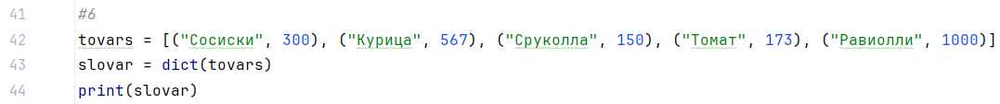 41 #6
42 tovars = [("Сосиски", 300), ("Курица", 567), ("Сруколла", 150), ("Томат", 173), ("Равиолли", 1000)]
43 slovar = dict(tovars)
44 print(slovar)